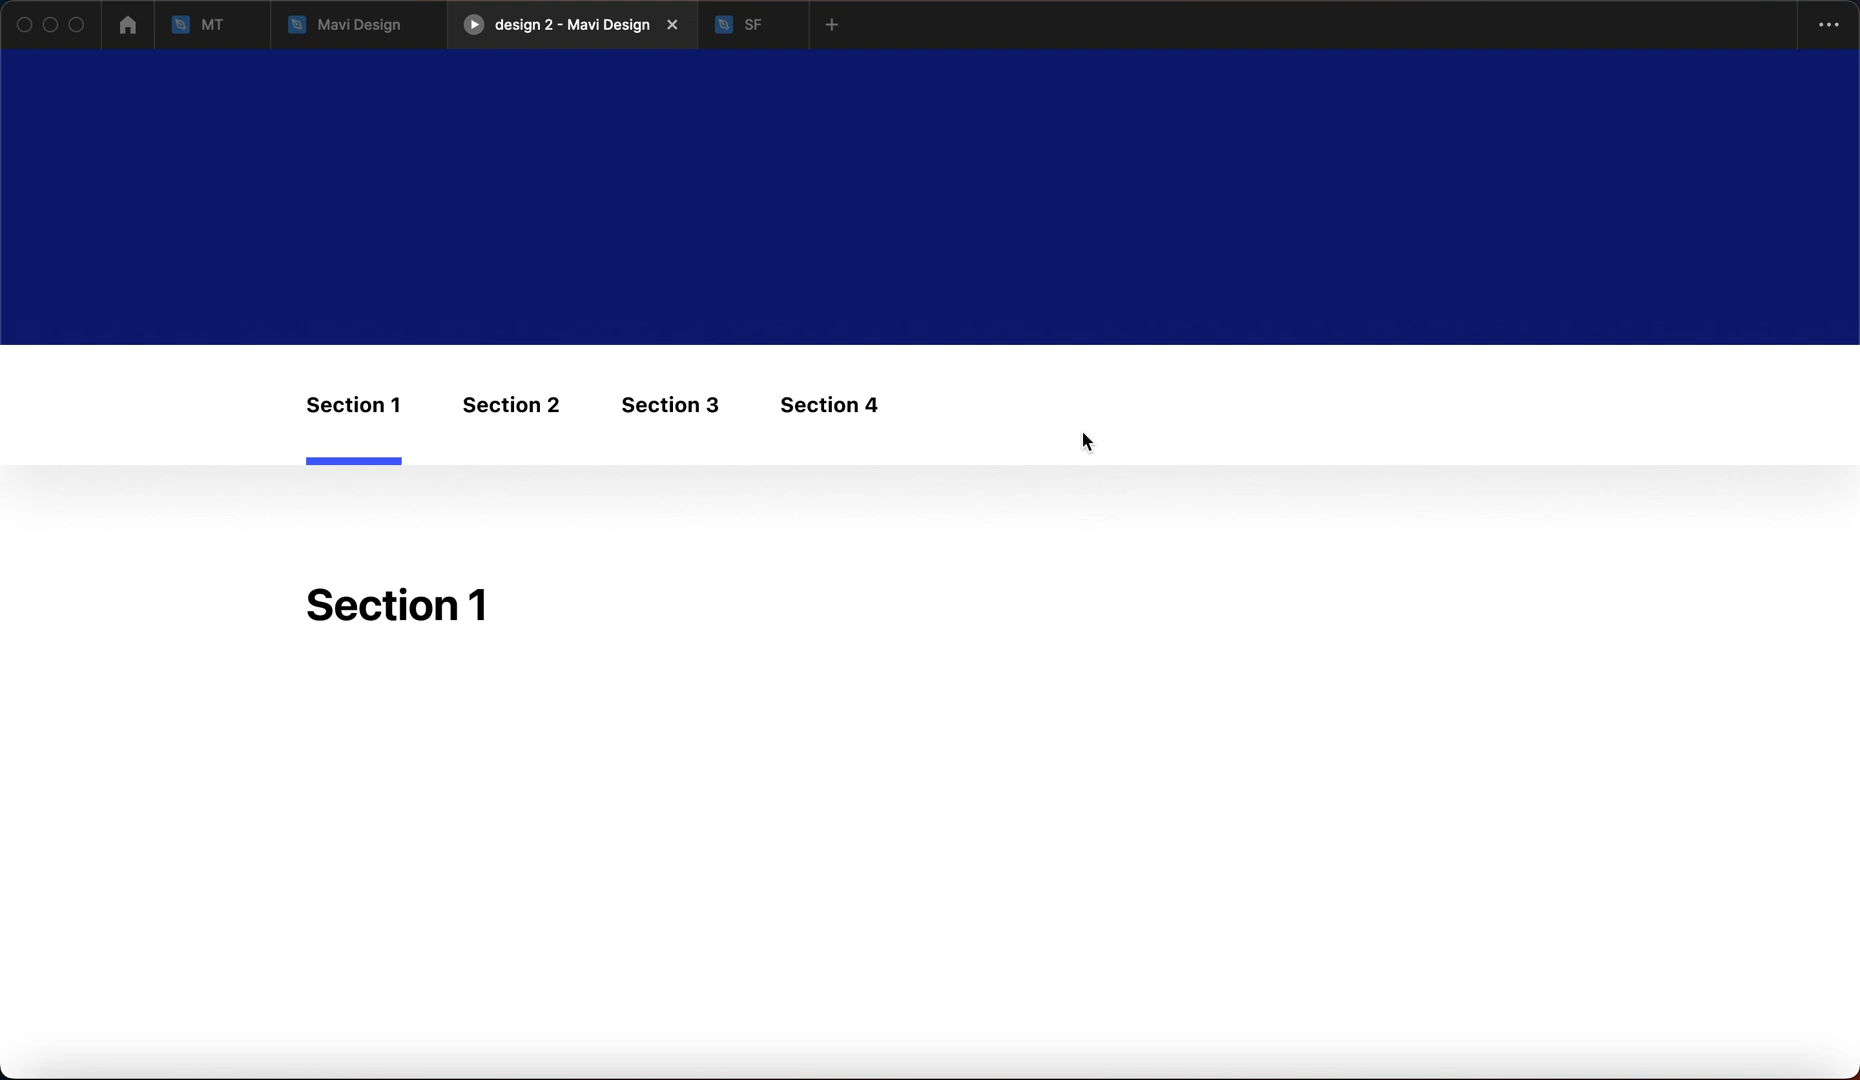 MT
Mavi Design
design 2 - Mavi Design
SF
Section 1
Section 2
Section 3
Section 4
Section 1